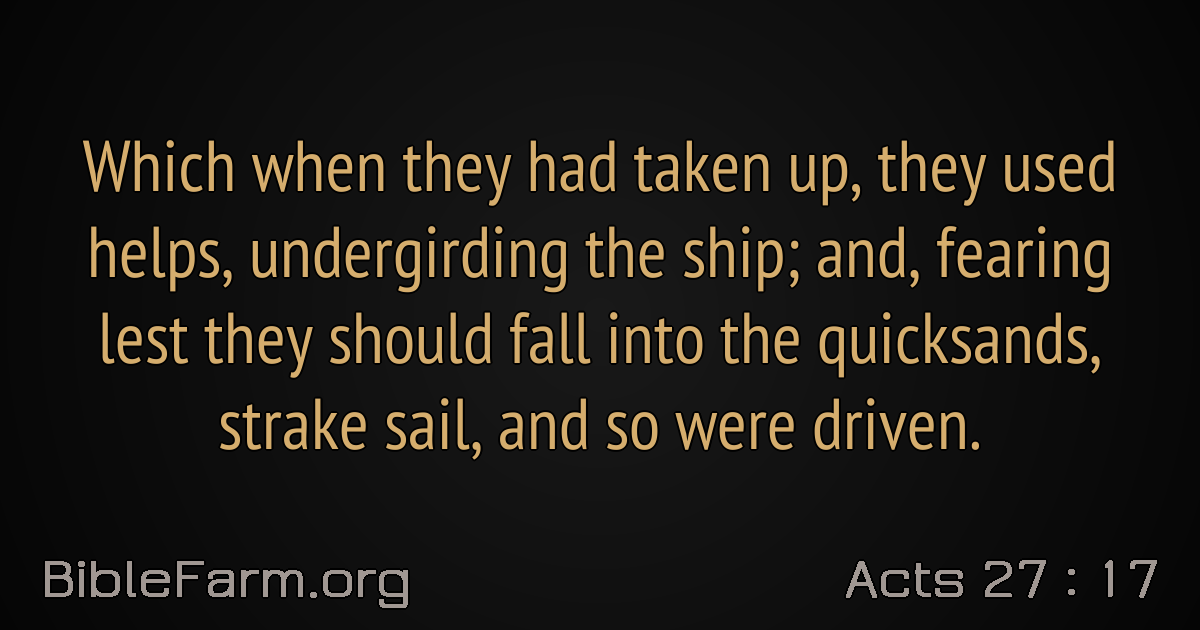 Which when they had taken up, they used
helps, undergirding the ship; and, fearing
lest they should fall into the quicksands,
strake sail, and so were driven.
BibleFarm.org
Acts 27 : 17